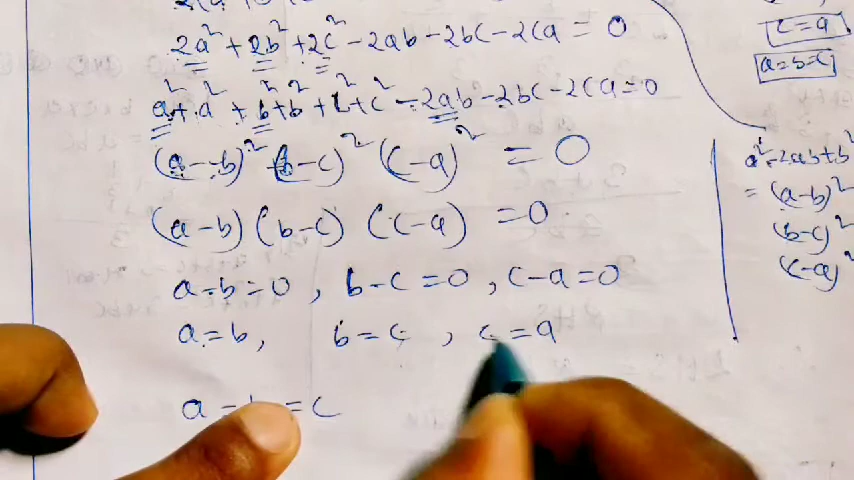 2a² + 2b² + 2c² - 2ab - 2bc - 2ca = 0
a² + a² + b² + b² + c² + c² - 2ab - 2bc - 2ca = 0
(a-b)² (b-c)² (c-a)² = 0
(a-b) (b-c) (c-a) = 0
a-b=0, b-c=0, c-a=0
a=b, b=c, c=a
a = = c
c=a
a=b=c
a²-2ab+b²
= (a-b)²
(b-c)²
(c-a)²